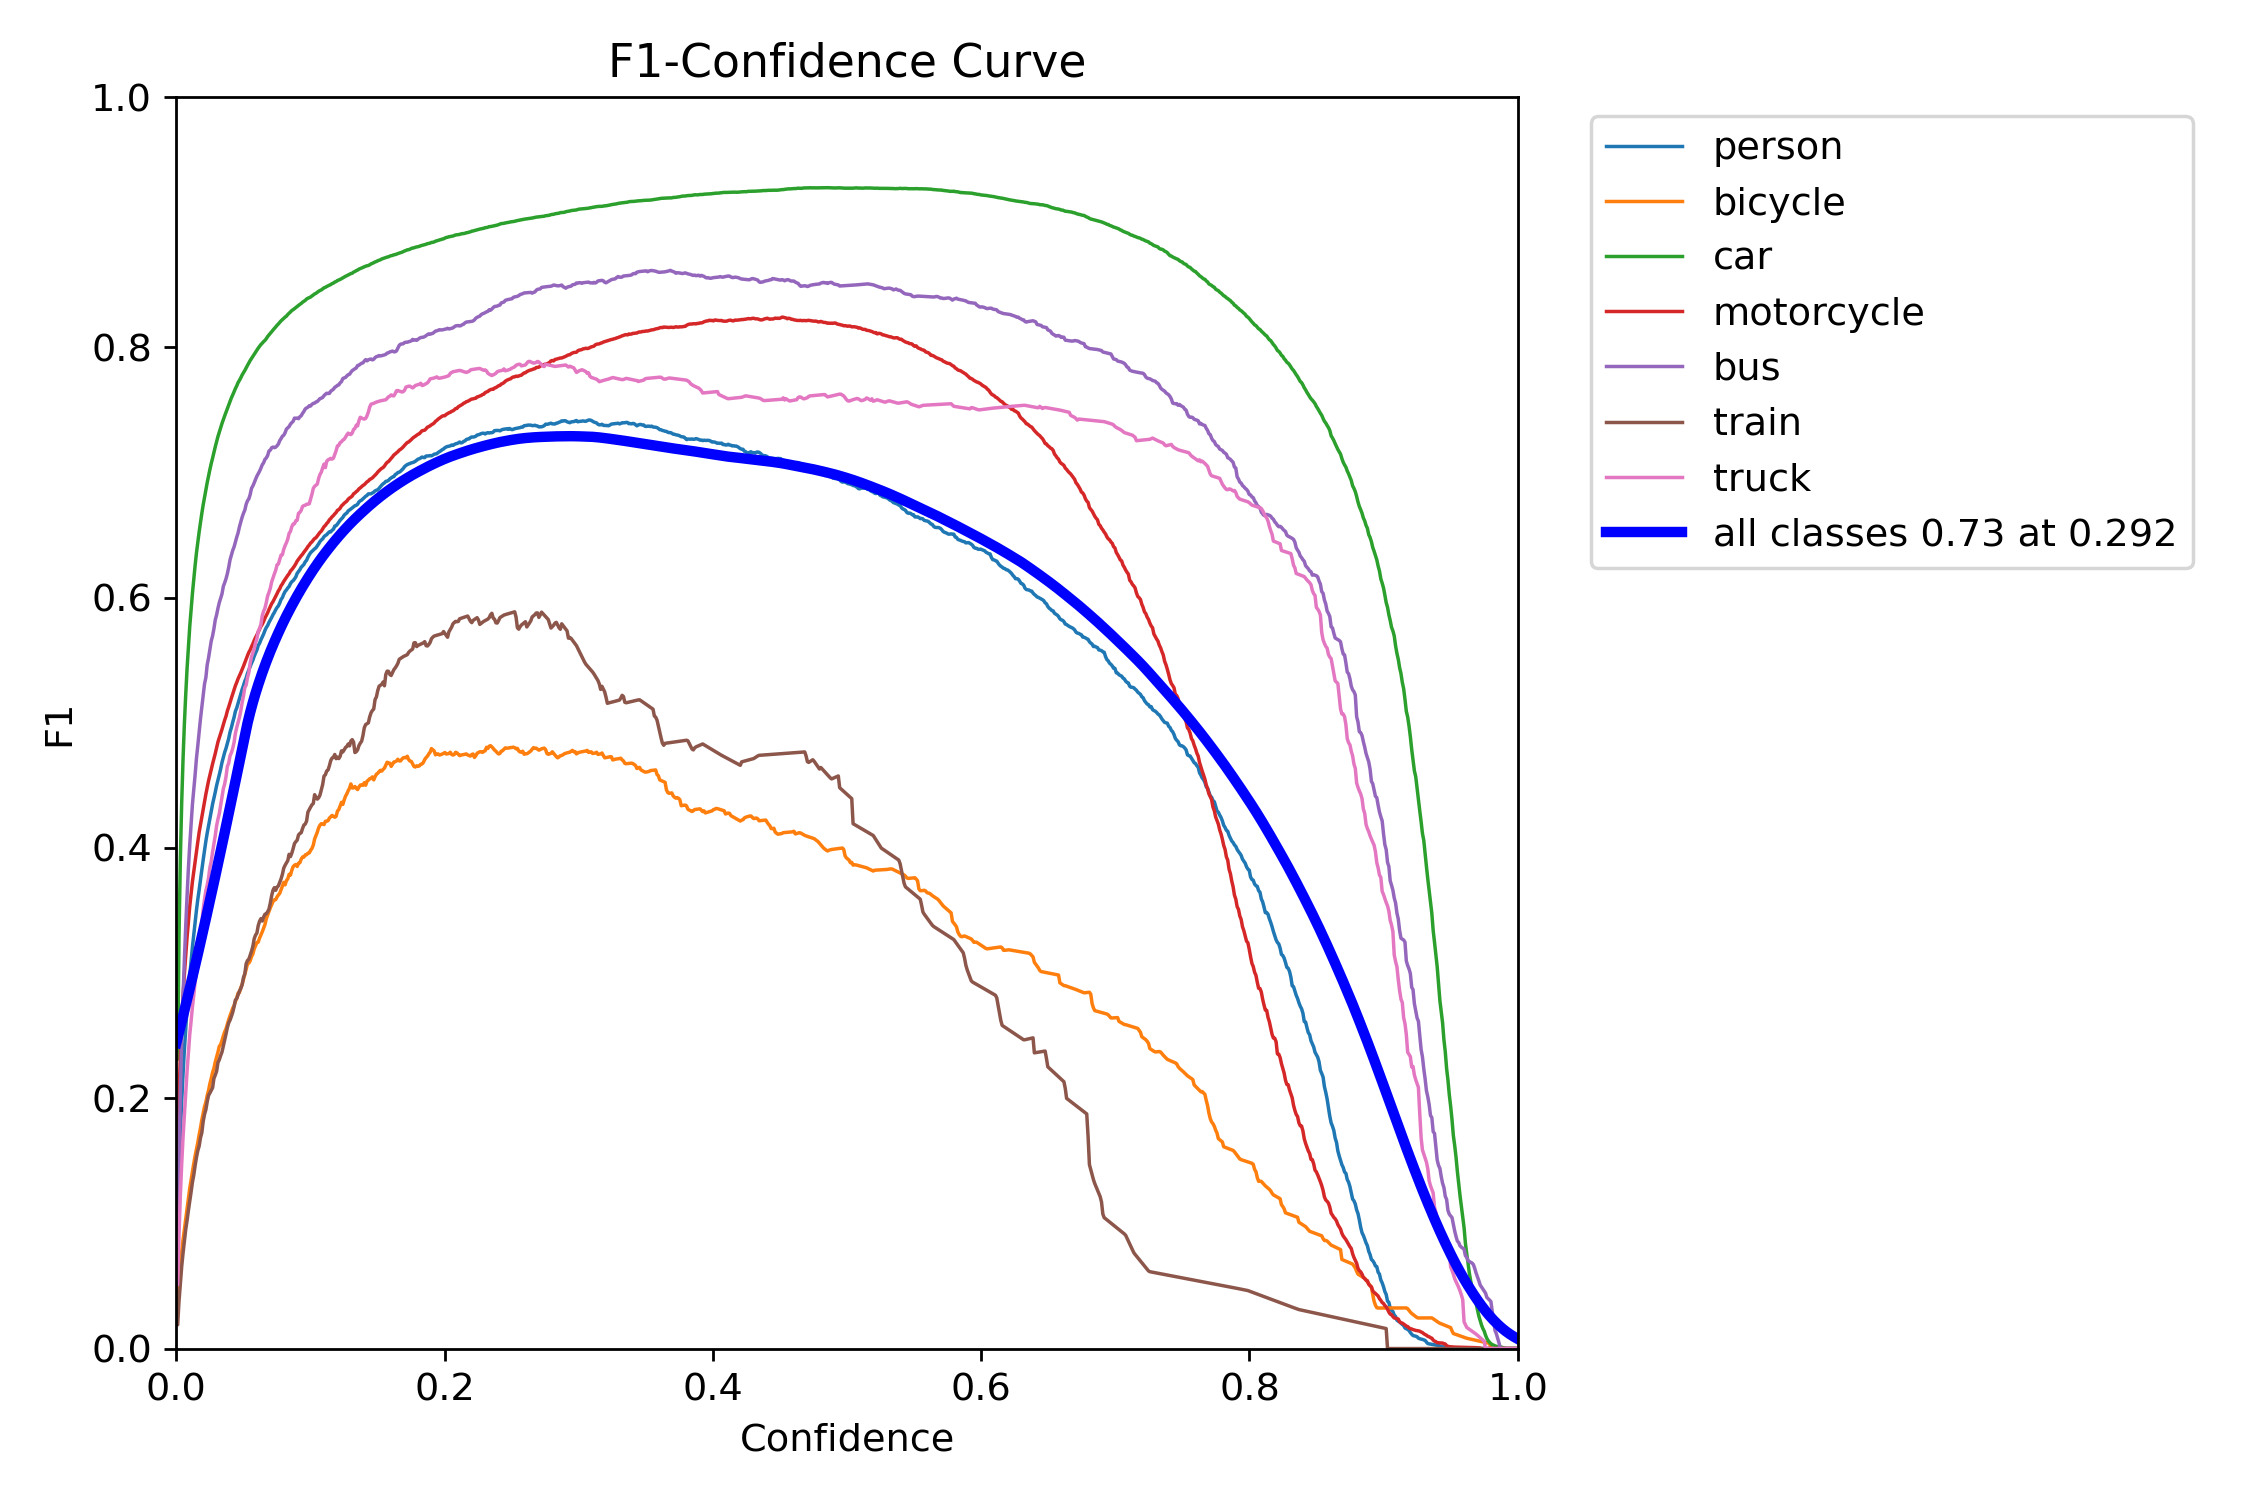 F1-Confidence Curve
1.0
0.8
0.6
0.4
0.2
0.0
F1
0.0 0.2 0.4 0.6 0.8 1.0
Confidence
person
bicycle
car
motorcycle
bus
train
truck
all classes 0.73 at 0.292